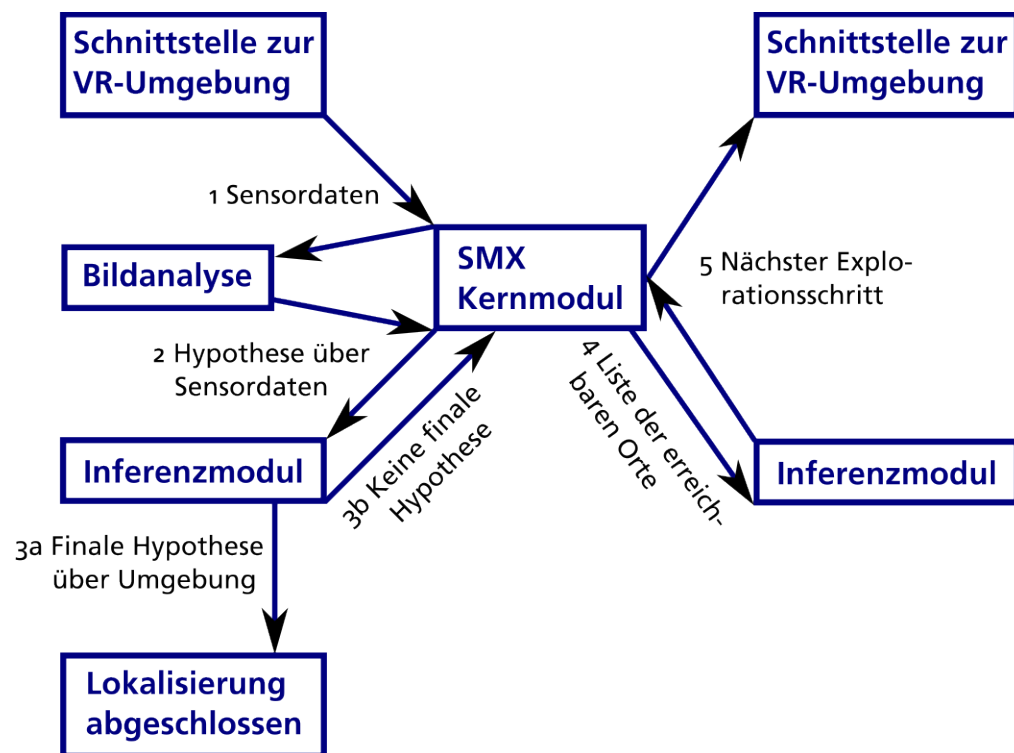 Schnittstelle zur
VR-Umgebung
Schnittstelle zur
VR-Umgebung
1 Sensordaten
SMX
Kernmodul
Bildanalyse
5 Nächster Explo-
rationsschritt
2 Hypothese über
Sensordaten
3b Keine finale
Hypothese
4 Liste der erreich-
baren Orte
Inferenzmodul
Inferenzmodul
3a Finale Hypothese
über Umgebung
Lokalisierung
abgeschlossen